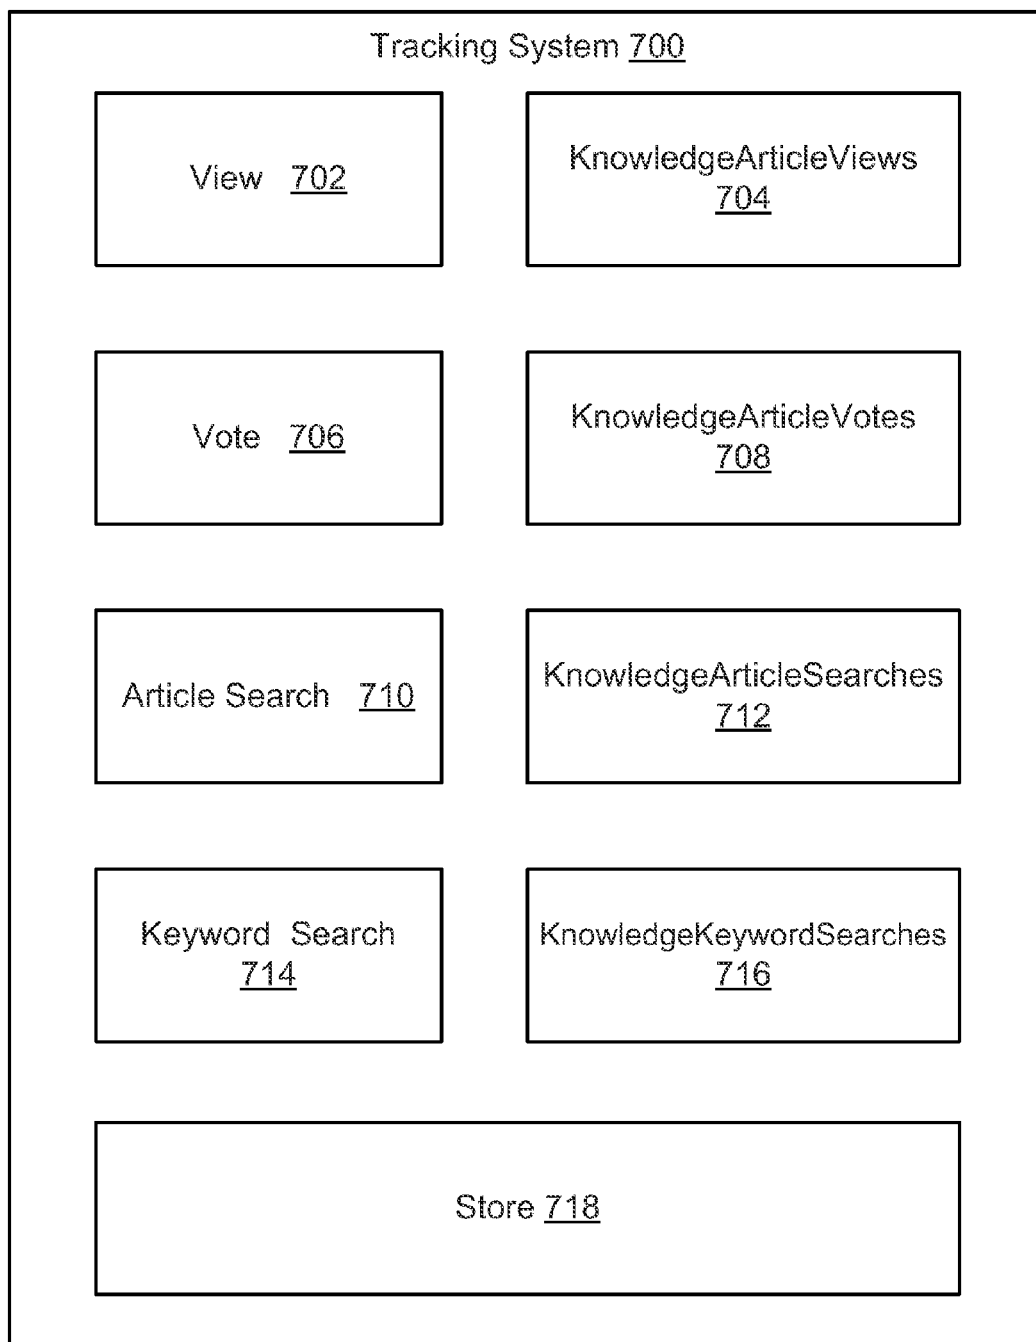 Tracking System 700
View 702
KnowledgeArticleViews
704
Vote 706
KnowledgeArticleVotes
708
Article Search 710
KnowledgeArticleSearches
712
Keyword Search
714
KnowledgeKeywordSearches
716
Store 718